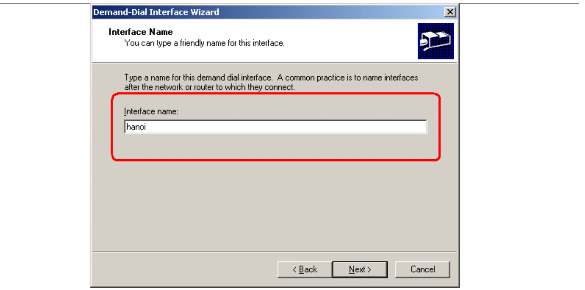 Demand-Dial Interface Wizard
Interface Name
You can type a friendly name for this interface.
Type a name for this demand dial interface. A common practice is to name interfaces
after the network or router to which they connect.
Interface name:
hanoi
< Back
Next >
Cancel